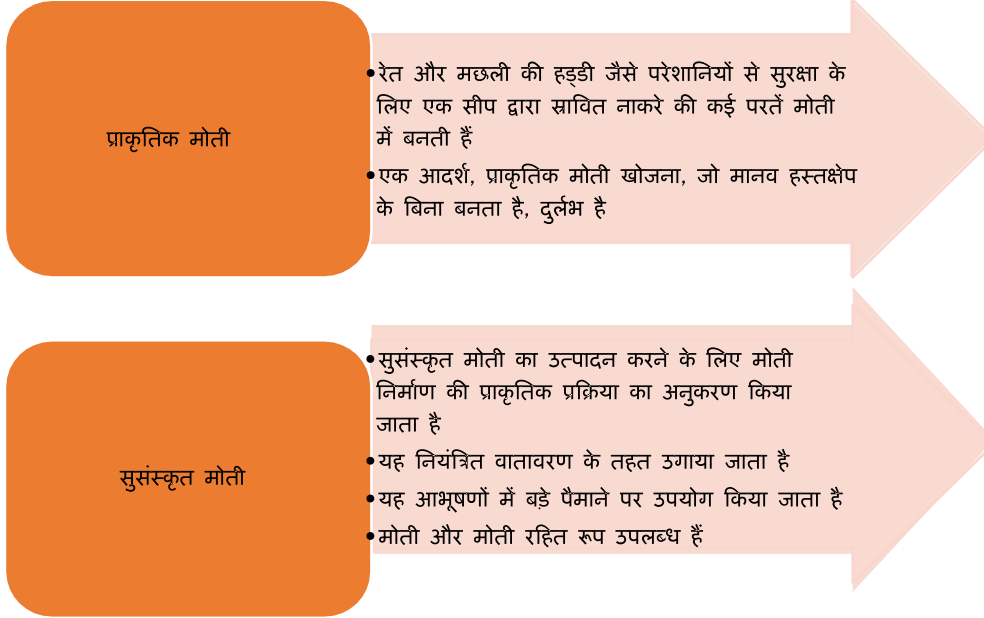 प्राकृतिक मोती
•रेत और मछली की हड्डी जैसे परेशानियों से सुरक्षा के
लिए एक सीप द्वारा स्रावित नाकरे की कई परतें मोती
में बनती हैं
•एक आदर्श, प्राकृतिक मोती खोजना, जो मानव हस्तक्षेप
के बिना बनता है, दुर्लभ है
सुसंस्कृत मोती
•सुसंस्कृत मोती का उत्पादन करने के लिए मोती
निर्माण की प्राकृतिक प्रक्रिया का अनुकरण किया
जाता है
•यह नियंत्रित वातावरण के तहत उगाया जाता है
•यह आभूषणों में बड़े पैमाने पर उपयोग किया जाता है
•मोती और मोती रहित रूप उपलब्ध हैं